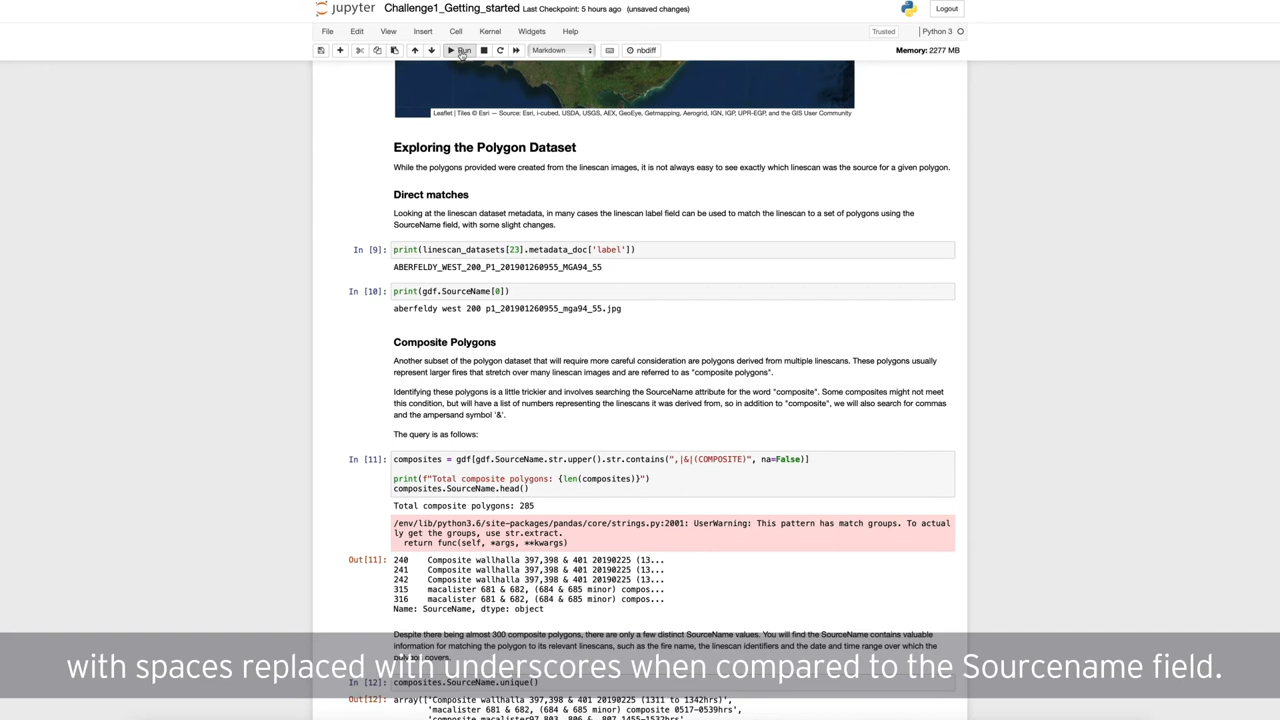 jupyter Challenge1_Getting_started Last Checkpoint: 5 hours ago (unsaved changes) Logout
File Edit View Insert Cell Kernel Widgets Help Trusted Python 3
Run Markdown nbdiff Memory: 2277 MB
Leaflet | Tiles © Esri — Source: Esri, i-cubed, USDA, USGS, AEX, GeoEye, Getmapping, Aerogrid, IGN, IGP, UPR-EGP, and the GIS User Community
Exploring the Polygon Dataset
While the polygons provided were created from the linescan images, it is not always easy to see exactly which linescan was the source for a given polygon.
Direct matches
Looking at the linescan dataset metadata, in many cases the linescan label field can be used to match the linescan to a set of polygons using the
SourceName field, with some slight changes.
In [9]: print(linescan_datasets[23].metadata_doc['label'])
ABERFELDY_WEST_200_P1_201901260955_MGA94_55
In [10]: print(gdf.SourceName[0])
aberfeldy west 200 p1_201901260955_mga94_55.jpg
Composite Polygons
Another subset of the polygon dataset that will require more careful consideration are polygons derived from multiple linescans. These polygons usually
represent larger fires that stretch over many linescan images and are referred to as "composite polygons".
Identifying these polygons is a little trickier and involves searching the SourceName attribute for the word "composite". Some composites might not meet
this condition, but will have a list of numbers representing the linescans it was derived from, so in addition to "composite", we will also search for commas
and the ampersand symbol '&'.
The query is as follows:
In [11]: composites = gdf[gdf.SourceName.str.upper().str.contains(",|&|(COMPOSITE)", na=False)]
print(f"Total composite polygons: {len(composites)}")
composites.SourceName.head()
Total composite polygons: 285
/env/lib/python3.6/site-packages/pandas/core/strings.py:2001: UserWarning: This pattern has match groups. To actual
ly get the groups, use str.extract.
return func(self, *args, **kwargs)
Out[11]: 240 Composite wallhalla 397,398 & 401 20190225 (13...
241 Composite wallhalla 397,398 & 401 20190225 (13...
242 Composite wallhalla 397,398 & 401 20190225 (13...
315 macalister 681 & 682, (684 & 685 minor) compos...
316 macalister 681 & 682, (684 & 685 minor) compos...
Name: SourceName, dtype: object
Despite there being almost 300 composite polygons, there are only a few distinct SourceName values. You will find the SourceName contains valuable
information for matching the polygon to its relevant linescans, such as the fire name, the linescan identifiers and the date and time range over which the
polygon covers.
with spaces replaced with underscores when compared to the Sourcename field.
In [12]: composites.SourceName.unique()
Out[12]: array(['Composite wallhalla 397,398 & 401 20190225 (1311 to 1342hrs)',
'macalister 681 & 682, (684 & 685 minor) composite 0517-0539hrs',